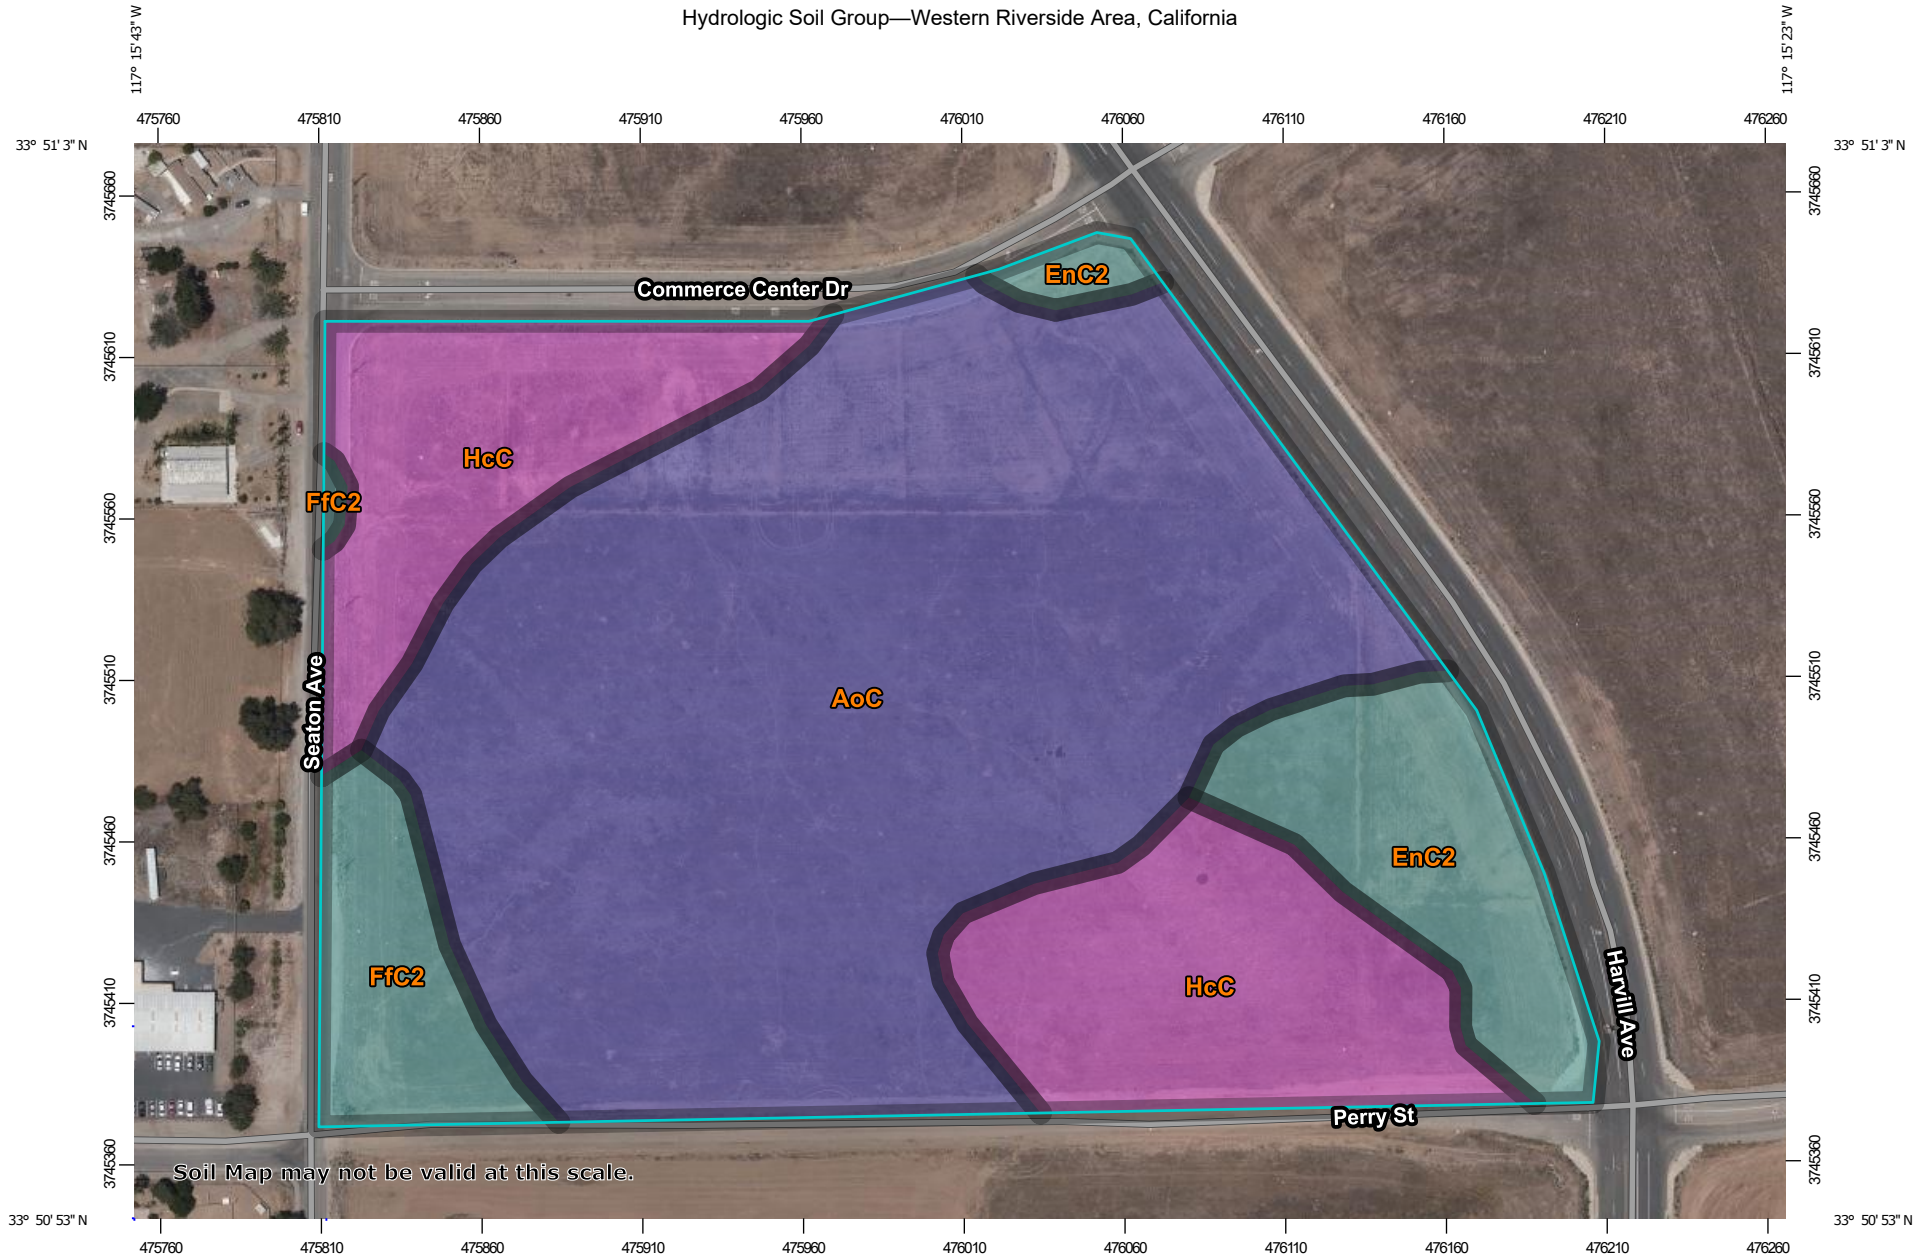 Hydrologic Soil Group—Western Riverside Area, California
117° 15' 43" W
117° 15' 23" W
475760 475810 475860 475910 475960 476010 476060 476110 476160 476210 476260
33° 51' 3" N
33° 51' 3" N
3745660
3745660
EnC2
Commerce Center Dr
3745610
3745610
HcC
FfC2
3745560
3745560
3745510
3745510
Seaton Ave
AoC
3745460
3745460
EnC2
FfC2
HcC
3745410
3745410
Harvill Ave
Perry St
3745360
3745360
Soil Map may not be valid at this scale.
33° 50' 53" N
33° 50' 53" N
475760 475810 475860 475910 475960 476010 476060 476110 476160 476210 476260